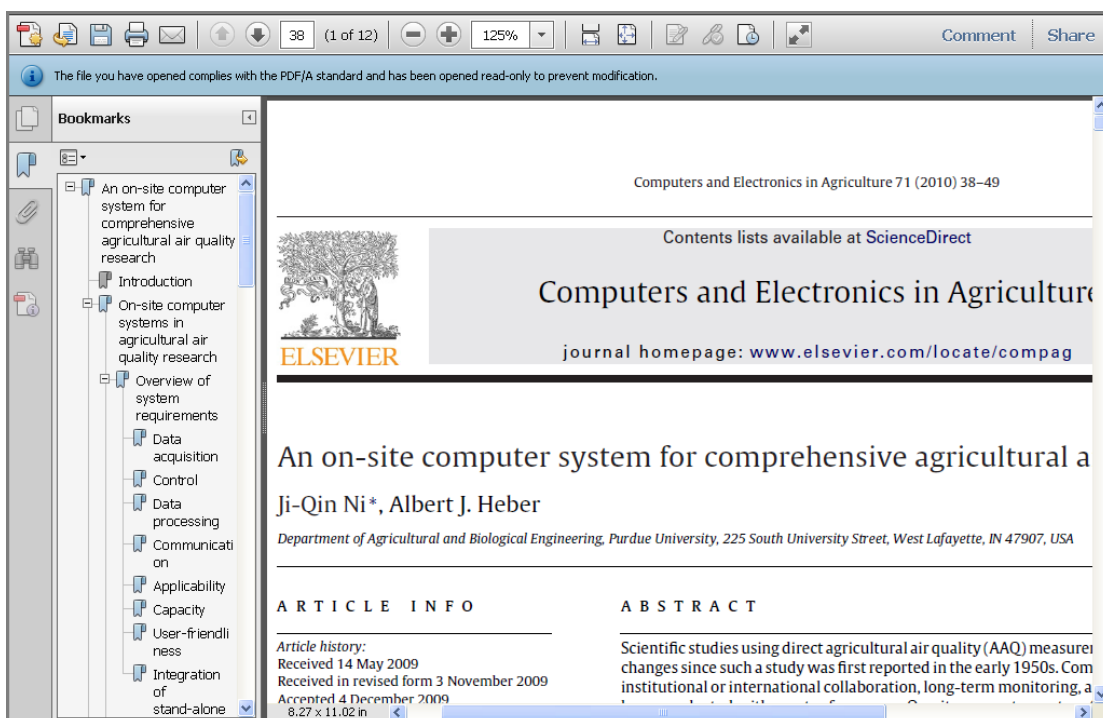 38 (1 of 12) 125% Comment Share
The file you have opened complies with the PDF/A standard and has been opened read-only to prevent modification.
Bookmarks
An on-site computer
system for
comprehensive
agricultural air quality
research
Introduction
On-site computer
systems in
agricultural air
quality research
Overview of
system
requirements
Data
acquisition
Control
Data
processing
Communicati
on
Applicability
Capacity
User-friendli
ness
Integration
of
stand-alone
Computers and Electronics in Agriculture 71 (2010) 38–49
Contents lists available at ScienceDirect
Computers and Electronics in Agriculture
journal homepage: www.elsevier.com/locate/compag
ELSEVIER
An on-site computer system for comprehensive agricultural a
Ji-Qin Ni*, Albert J. Heber
Department of Agricultural and Biological Engineering, Purdue University, 225 South University Street, West Lafayette, IN 47907, USA
ARTICLE INFO
Article history:
Received 14 May 2009
Received in revised form 3 November 2009
Accepted 4 December 2009
ABSTRACT
Scientific studies using direct agricultural air quality (AAQ) measurer
changes since such a study was first reported in the early 1950s. Com
institutional or international collaboration, long-term monitoring, a
8.27 x 11.02 in